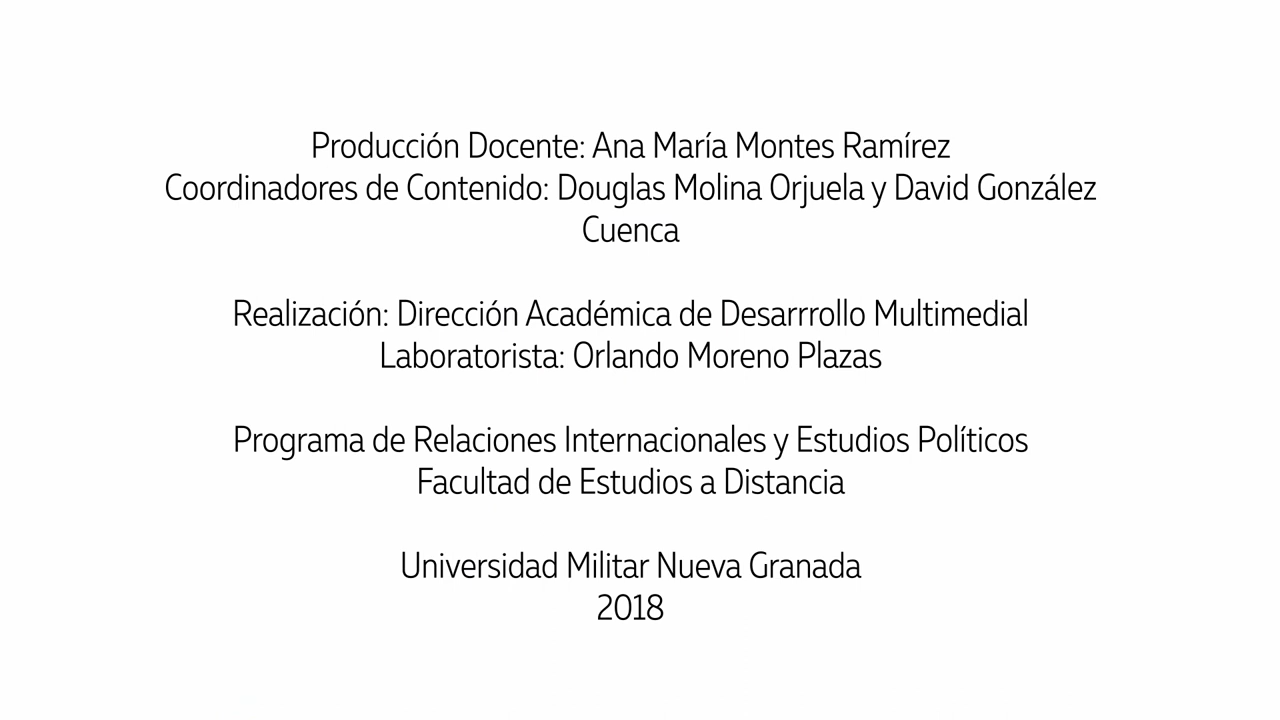 Producción Docente: Ana María Montes Ramírez
Coordinadores de Contenido: Douglas Molina Orjuela y David González
Cuenca
Realización: Dirección Académica de Desarrrollo Multimedial
Laboratorista: Orlando Moreno Plazas
Programa de Relaciones Internacionales y Estudios Políticos
Facultad de Estudios a Distancia
Universidad Militar Nueva Granada
2018